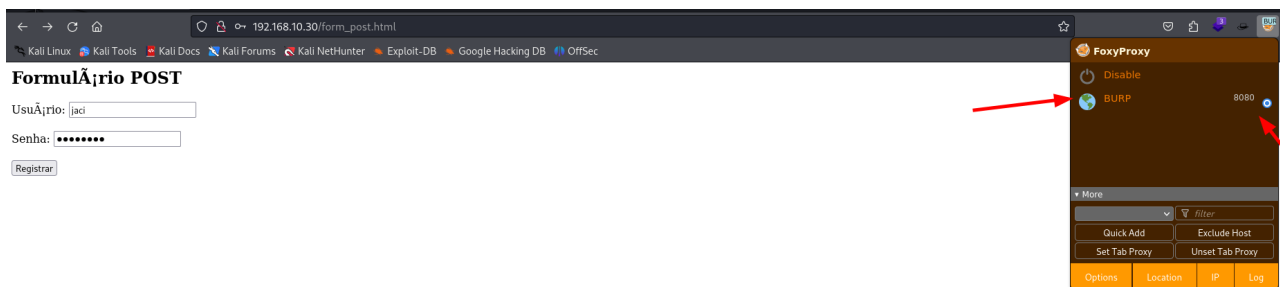 192.168.10.30/form_post.html
Kali Linux Kali Tools Kali Docs Kali Forums Kali NetHunter Exploit-DB Google Hacking DB OffSec
FormulÃ¡rio POST
UsuÃ¡rio: jaci
Senha: ••••••••
Registrar
3
BUR
FoxyProxy
Disable
BURP 8080
More
filter
Quick Add Exclude Host
Set Tab Proxy Unset Tab Proxy
Options Location IP Log